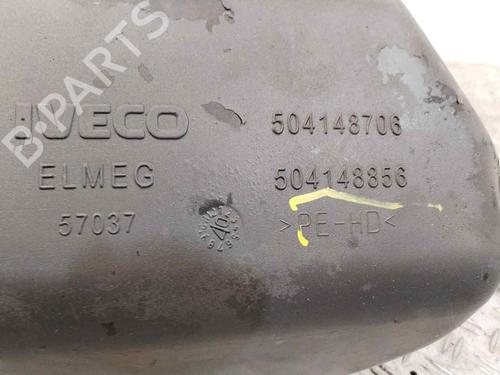 B-PARTS
IVECO 504148706
ELMEG 504148856
57037 >PE-HD<